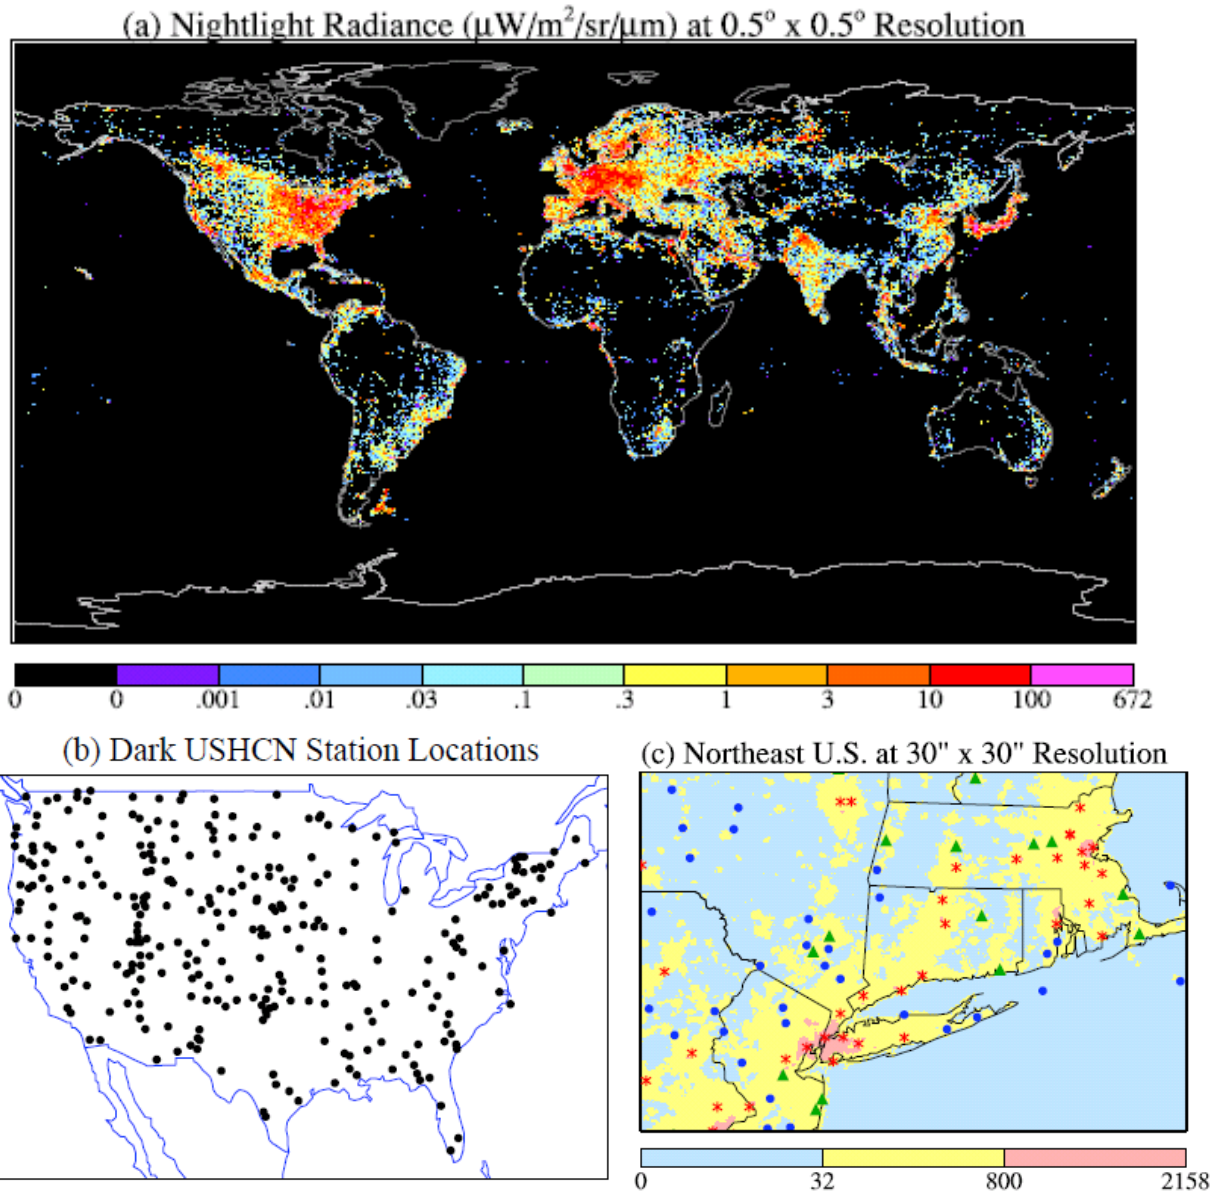 (a) Nightlight Radiance (μW/m²/sr/μm) at 0.5° x 0.5° Resolution
0 0 .001 .01 .03 .1 .3 1 3 10 100 672
(b) Dark USHCN Station Locations
(c) Northeast U.S. at 30" x 30" Resolution
0 32 800 2158